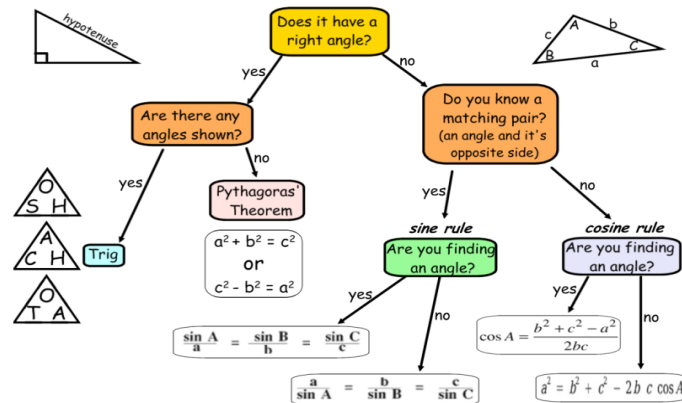 hypotenuse
Does it have a
right angle?
A
b
c
C
B
a
yes
no
Are there any
angles shown?
Do you know a
matching pair?
(an angle and it's
opposite side)
yes
no
yes
no
O
S H
A
C H
O
T A
Trig
Pythagoras'
Theorem
a² + b² = c²
or
c² - b² = a²
sine rule
Are you finding
an angle?
cosine rule
Are you finding
an angle?
yes
no
yes
no
sin A / a = sin B / b = sin C / c
cos A = b² + c² − a² / 2bc
a / sin A = b / sin B = c / sin C
a² = b² + c² - 2b c cosA